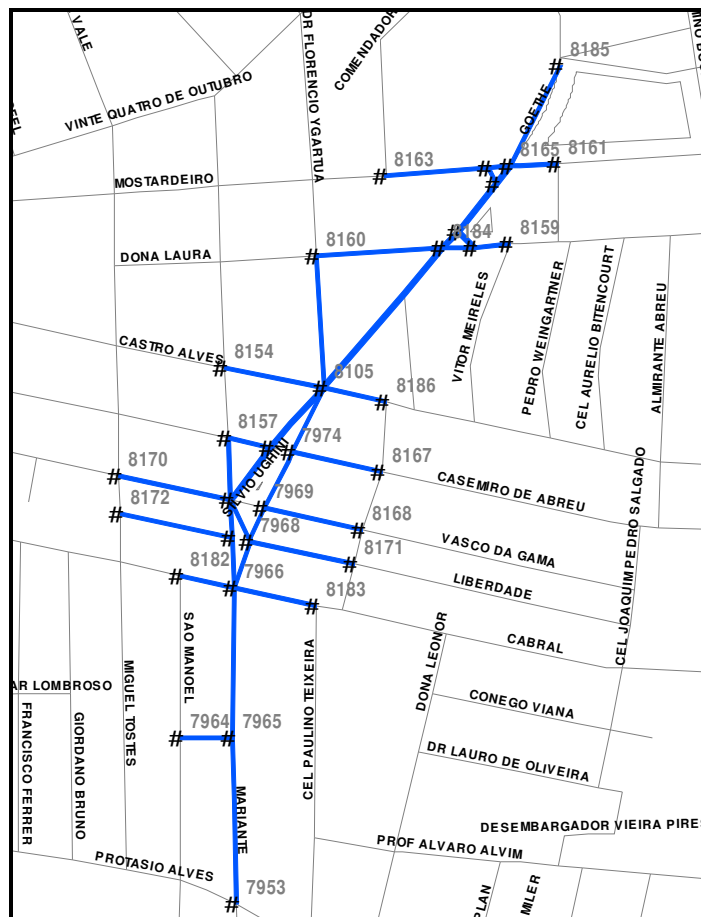 VALE
DR FLORENCIO YGARTUA
COMENDADOR
8185
VINTE QUATRO DE OUTUBRO
GOETHE
8163
8165
8161
MOSTARDEIRO
8160
8184
8159
DONA LAURA
VITOR MEIRELES
PEDRO WEINGARTNER
CEL AURELIO BITENCOURT
ALMIRANTE ABREU
CASTRO ALVES
8154
8105
8186
8157
7974
SILVIO UGHINI
8170
8167
CASEMIRO DE ABREU
8172
7969
8168
VASCO DA GAMA
7968
8171
LIBERDADE
CEL JOAQUIM PEDRO SALGADO
8182
7966
8183
CABRAL
SAO MANOEL
MIGUEL TOSTES
CEL PAULINO TEIXEIRA
DONA LEONOR
AR LOMBROSO
CONEGO VIANA
FRANCISCO FERRER
GIORDANO BRUNO
7964
7965
DR LAURO DE OLIVEIRA
MARIANTE
DESEMBARGADOR VIEIRA PIRES
PROF ALVARO ALVIM
PROTASIO ALVES
7953
PLAN
MILER